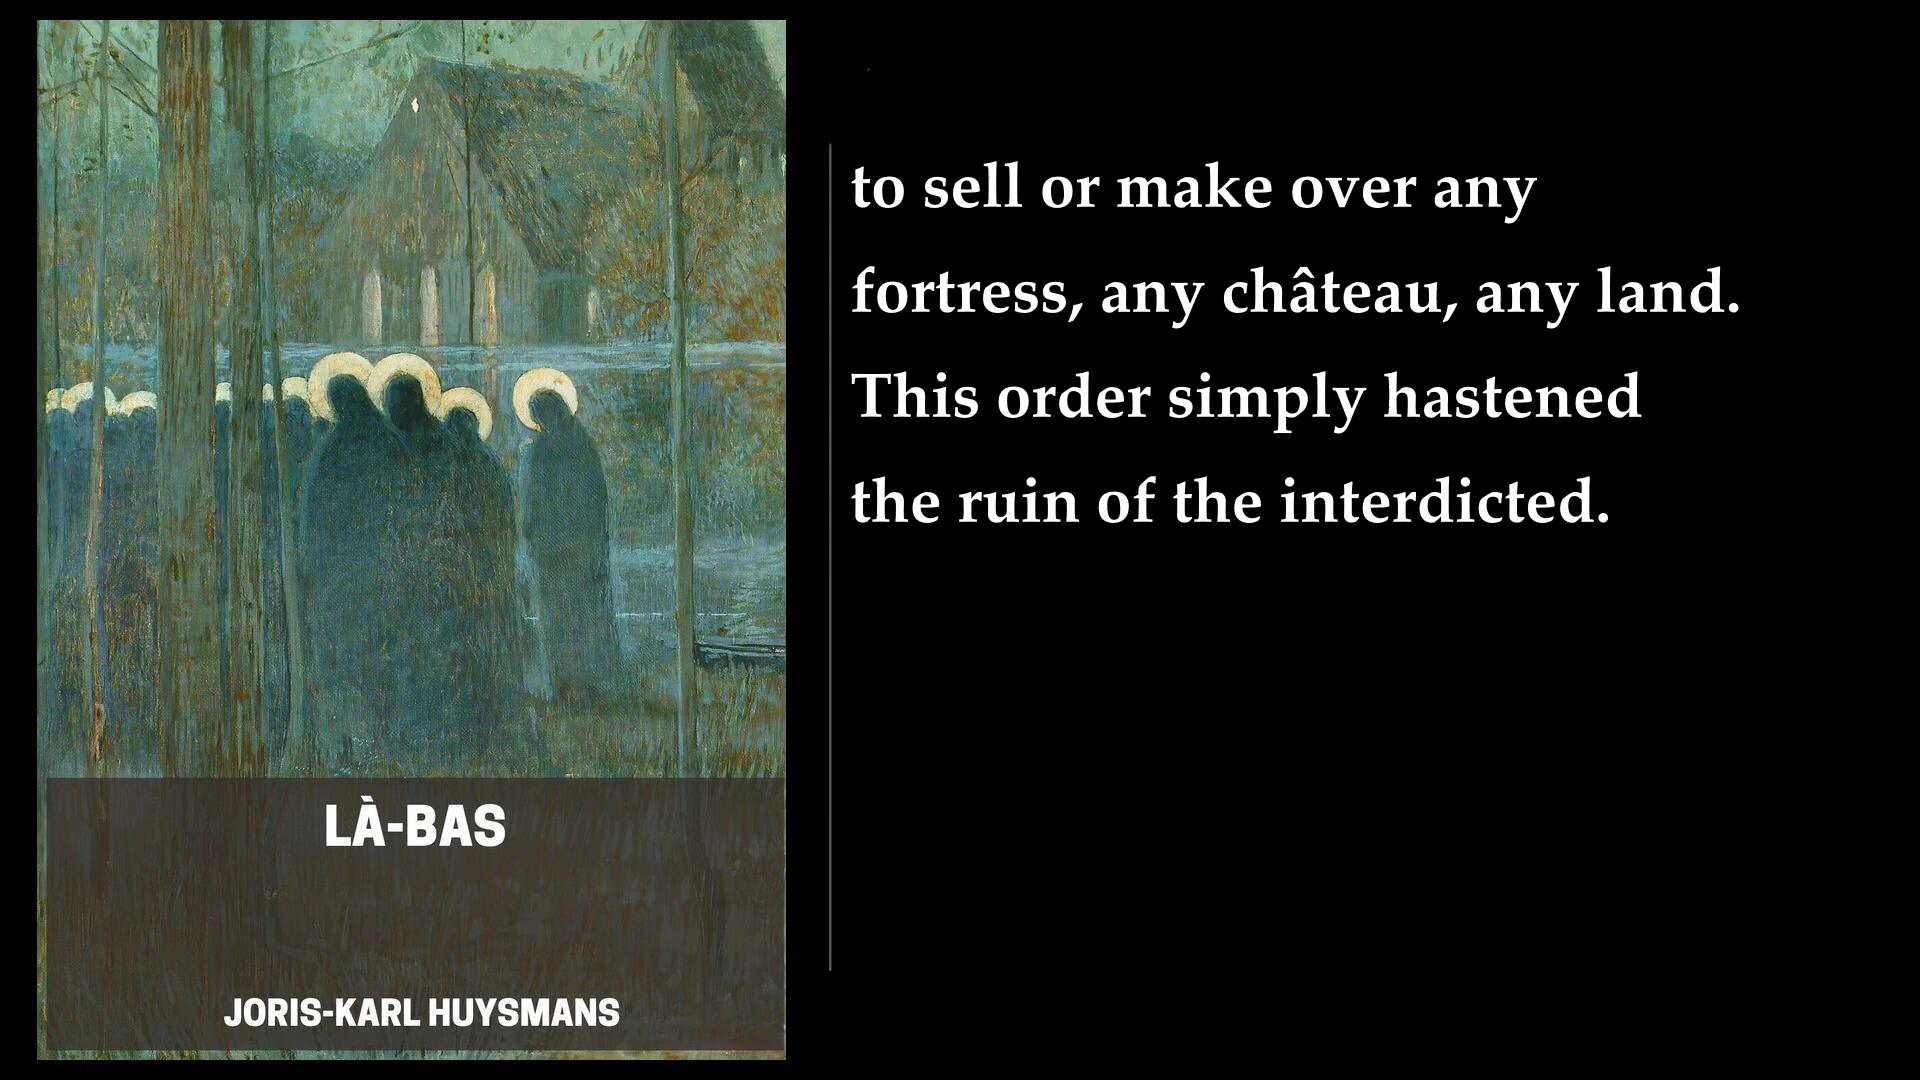 LÀ-BAS
JORIS-KARL HUYSMANS
to sell or make over any
fortress, any château, any land.
This order simply hastened
the ruin of the interdicted.